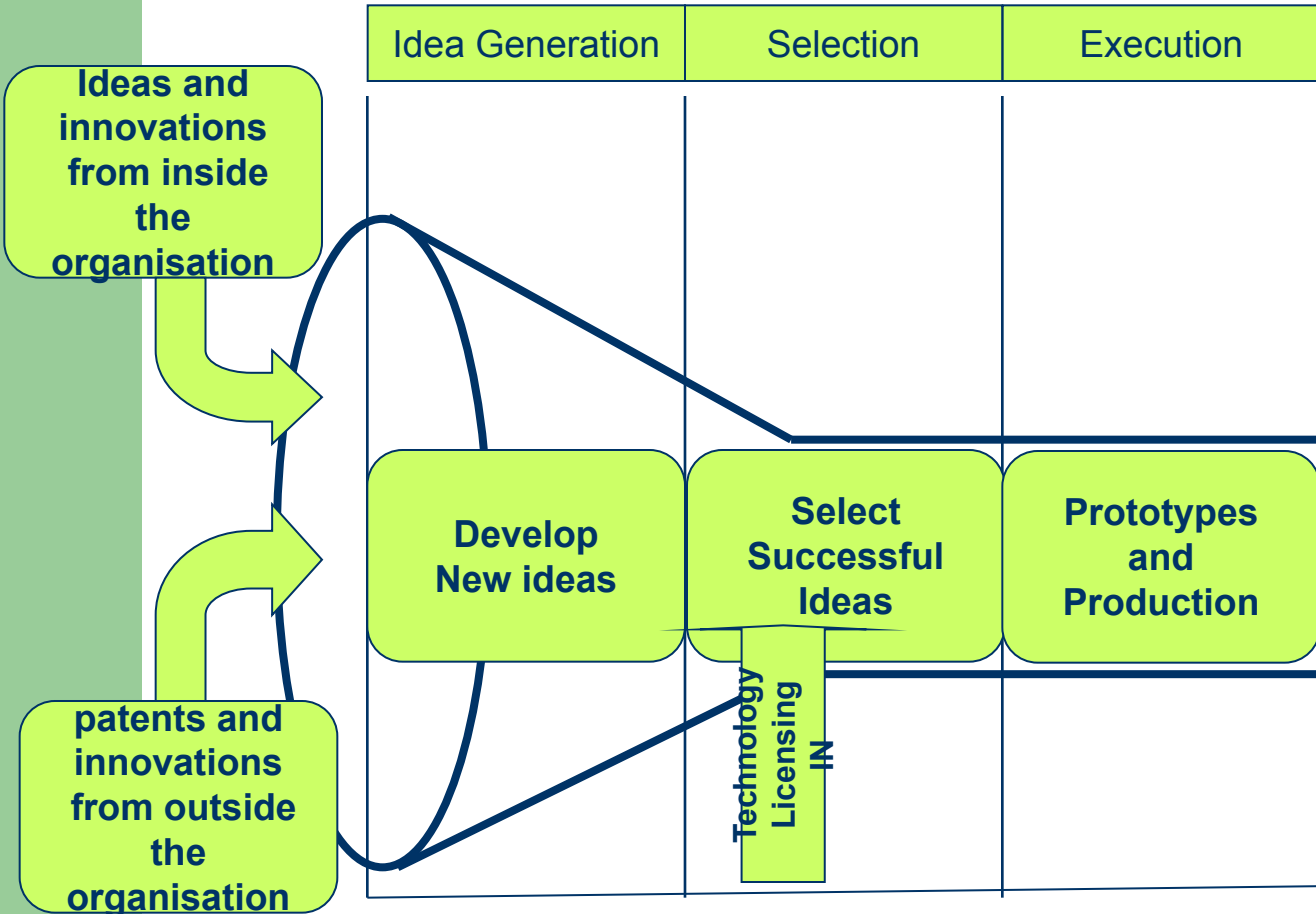 Idea Generation
Selection
Execution
Ideas and
innovations
from inside
the
organisation
Develop
New ideas
Select
Successful
Ideas
Prototypes
and
Production
Technology
Licensing
IN
patents and
innovations
from outside
the
organisation